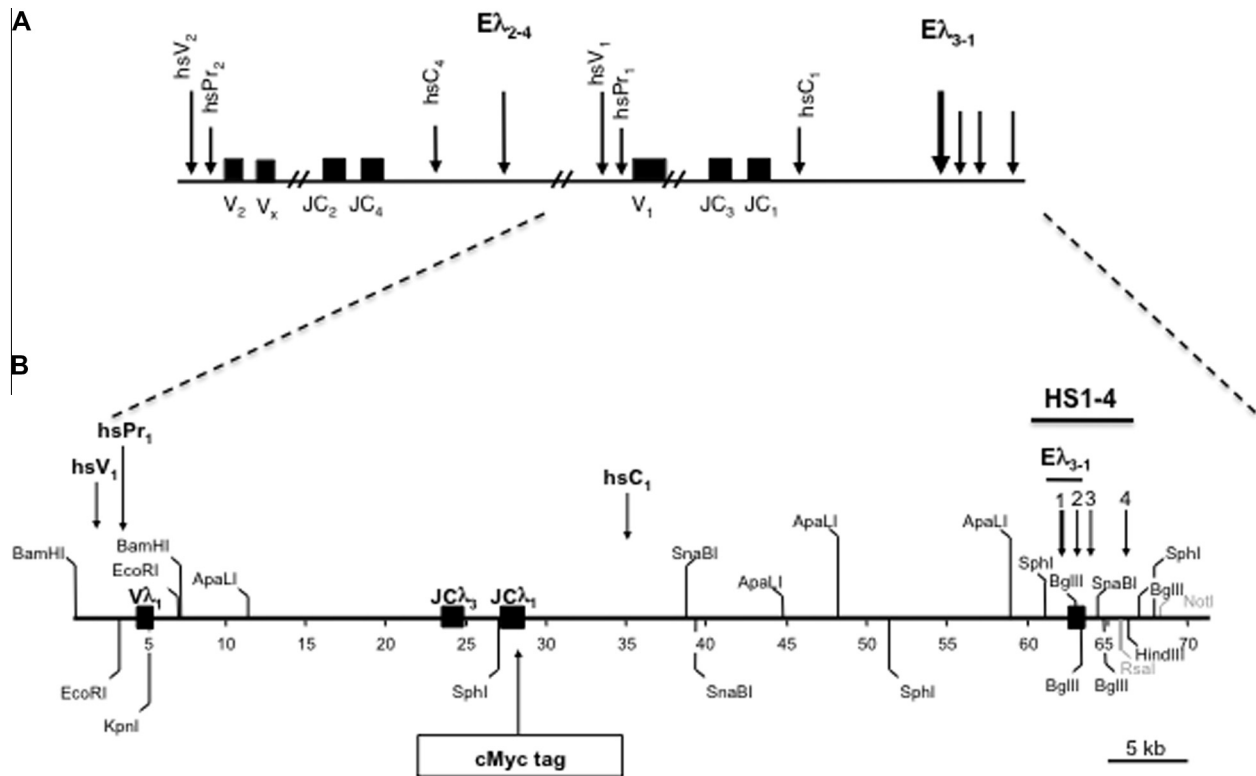 A
Eλ2-4
Eλ3-1
hsV2
hsPr2
hsC4
hsV1
hsPr1
hsC1
V2
Vx
JC2
JC4
V1
JC3
JC1
B
HS1-4
hsPr1
hsV1
hsC1
Eλ3-1
1
2
3
4
BamHI
BamHI
EcoRI
ApaLI
SnaBI
ApaLI
ApaLI
ApaLI
SphI
BglII
SnaBI
SphI
BglII
NotI
Vλ1
JCλ3
JCλ1
5
10
15
20
25
30
35
40
45
50
55
60
65
70
EcoRI
KpnI
SphI
SnaBI
SphI
BglII
BglII
RsaI
HindIII
cMyc tag
5 kb